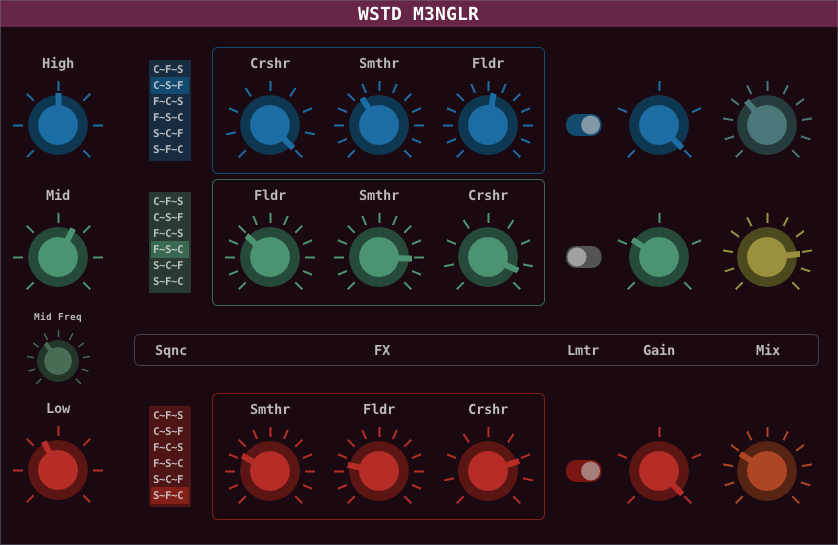 WSTD M3NGLR
High
C~F~S
C~S~F
F~C~S
F~S~C
S~C~F
S~F~C
Crshr Smthr Fldr
Mid
C~F~S
C~S~F
F~C~S
F~S~C
S~C~F
S~F~C
Fldr Smthr Crshr
Mid Freq
Sqnc FX Lmtr Gain Mix
Low
C~F~S
C~S~F
F~C~S
F~S~C
S~C~F
S~F~C
Smthr Fldr Crshr